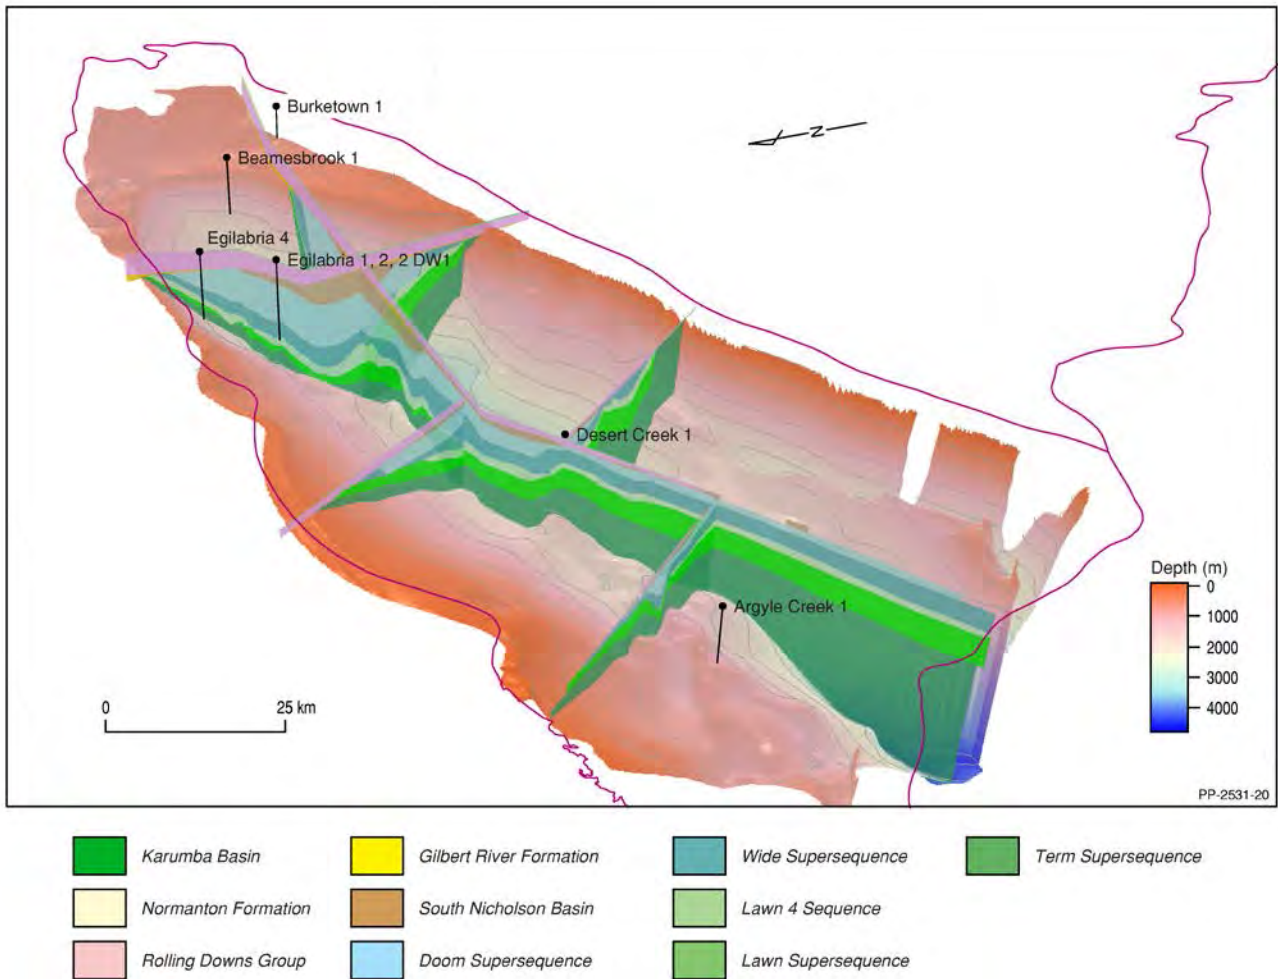 Burketown 1
Beamesbrook 1
Egilabria 4
Egilabria 1, 2, 2 DW1
N
Desert Creek 1
Argyle Creek 1
Depth (m)
0
1000
2000
3000
4000
0 25 km
PP-2531-20
Karumba Basin
Gilbert River Formation
Wide Supersequence
Term Supersequence
Normanton Formation
South Nicholson Basin
Lawn 4 Sequence
Rolling Downs Group
Doom Supersequence
Lawn Supersequence